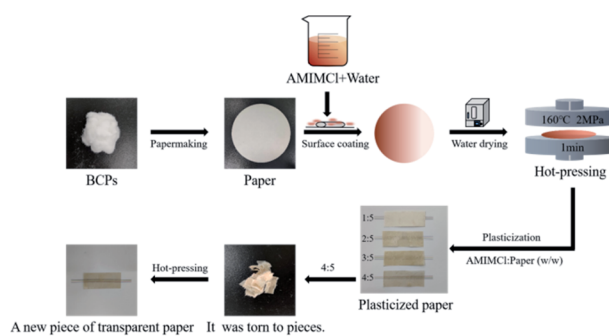 AMIMCl+Water
Papermaking
Surface coating
Water drying
160℃ 2MPa
1min
BCPs
Paper
Hot-pressing
1:5
2:5
3:5
4:5
Plasticization
AMIMCl:Paper (w/w)
Plasticized paper
4:5
Hot-pressing
It was torn to pieces.
A new piece of transparent paper